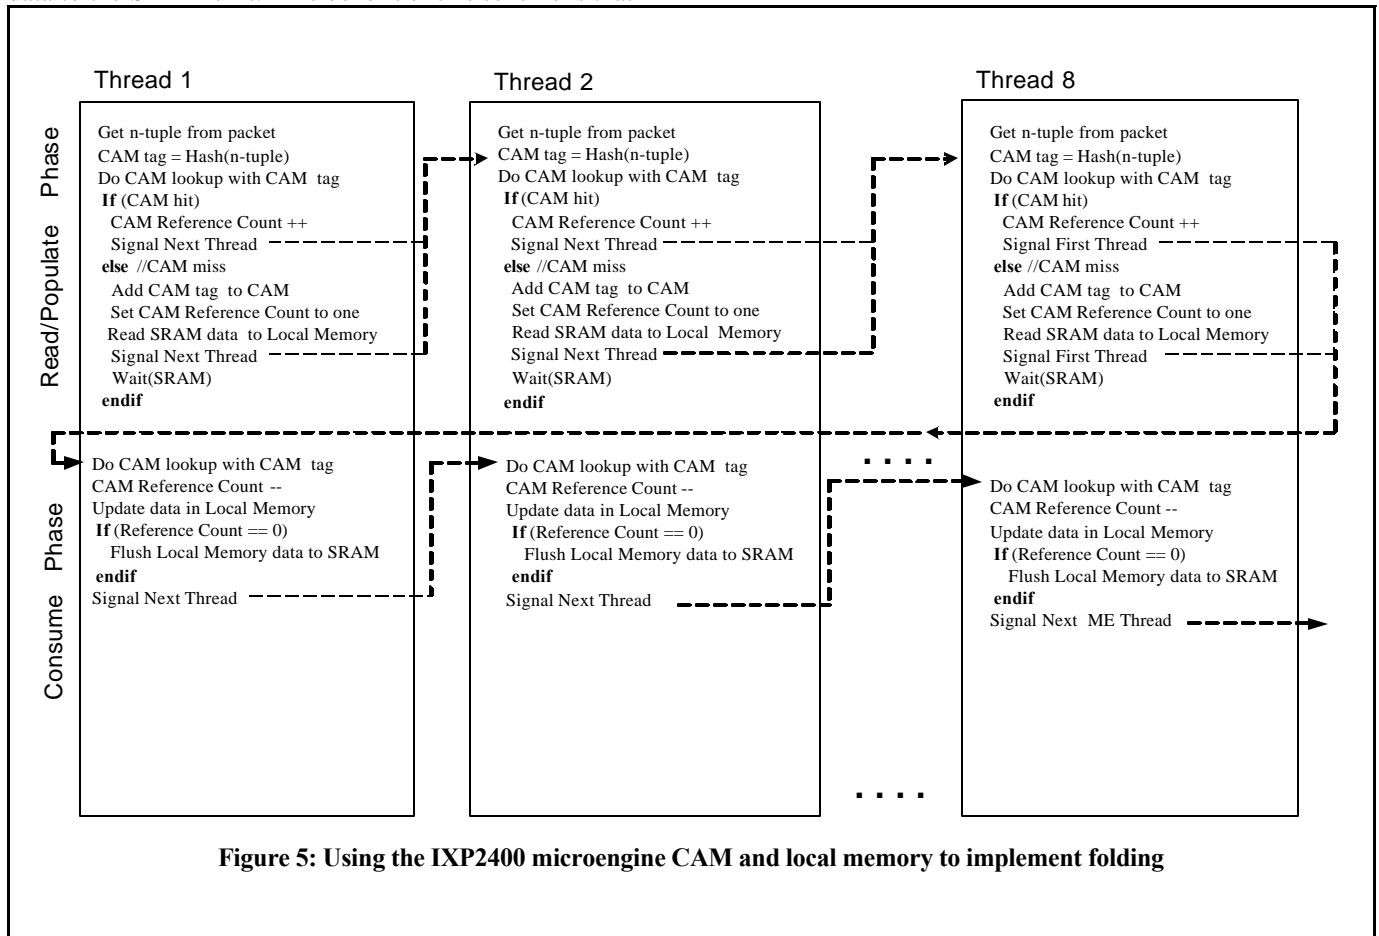 Thread 1
Get n-tuple from packet
CAM tag = Hash(n-tuple)
Do CAM lookup with CAM tag
If (CAM hit)
CAM Reference Count ++
Signal Next Thread
else //CAM miss
Add CAM tag to CAM
Set CAM Reference Count to one
Read SRAM data to Local Memory
Signal Next Thread
Wait(SRAM)
endif
Do CAM lookup with CAM tag
CAM Reference Count --
Update data in Local Memory
If (Reference Count == 0)
Flush Local Memory data to SRAM
endif
Signal Next Thread
Thread 2
Get n-tuple from packet
CAM tag = Hash(n-tuple)
Do CAM lookup with CAM tag
If (CAM hit)
CAM Reference Count ++
Signal Next Thread
else //CAM miss
Add CAM tag to CAM
Set CAM Reference Count to one
Read SRAM data to Local Memory
Signal Next Thread
Wait(SRAM)
endif
Do CAM lookup with CAM tag
CAM Reference Count --
Update data in Local Memory
If (Reference Count == 0)
Flush Local Memory data to SRAM
endif
Signal Next Thread
. . . .
. . . .
Thread 8
Get n-tuple from packet
CAM tag = Hash(n-tuple)
Do CAM lookup with CAM tag
If (CAM hit)
CAM Reference Count ++
Signal First Thread
else //CAM miss
Add CAM tag to CAM
Set CAM Reference Count to one
Read SRAM data to Local Memory
Signal First Thread
Wait(SRAM)
endif
Do CAM lookup with CAM tag
CAM Reference Count --
Update data in Local Memory
If (Reference Count == 0)
Flush Local Memory data to SRAM
endif
Signal Next ME Thread
Read/Populate Phase
Consume Phase
Figure 5: Using the IXP2400 microengine CAM and local memory to implement folding